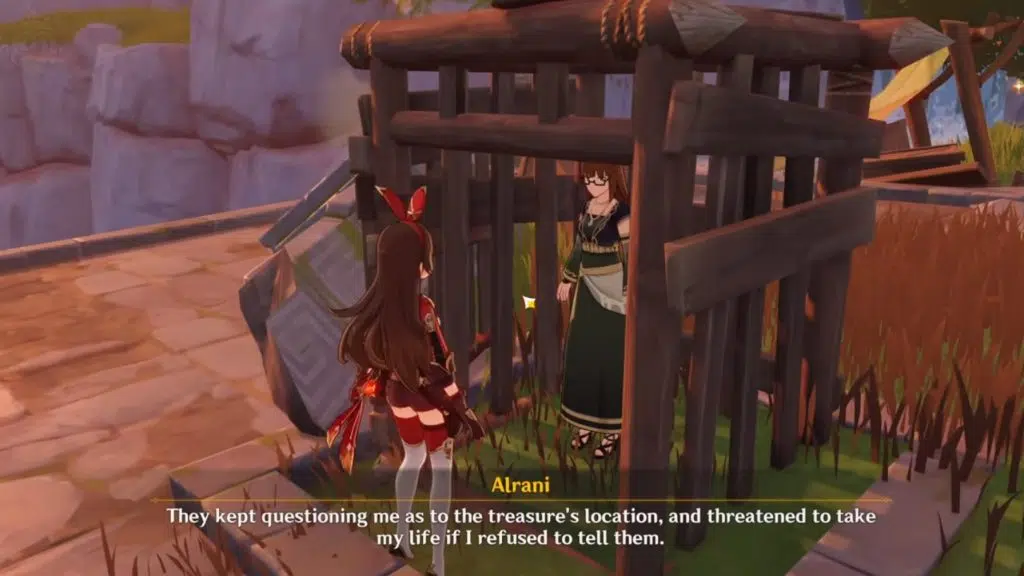 Alrani
They kept questioning me as to the treasure's location, and threatened to take
my life if I refused to tell them.